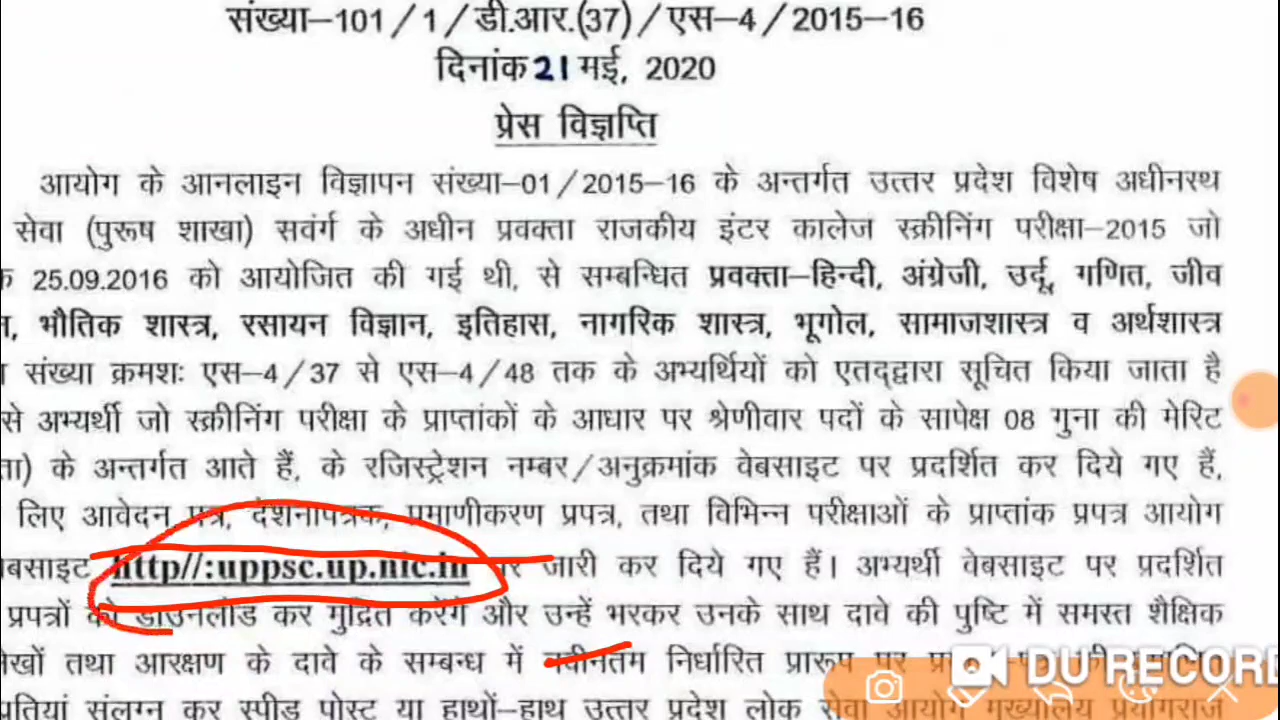 संख्या–101/1/डी.आर.(37)/एस–4/2015–16
दिनांक 21 मई, 2020
प्रेस विज्ञप्ति
आयोग के आनलाइन विज्ञापन संख्या–01/2015–16 के अन्तर्गत उत्तर प्रदेश विशेष अधीनस्थ
सेवा (पुरूष शाखा) सवंर्ग के अधीन प्रवक्ता राजकीय इंटर कालेज स्क्रीनिंग परीक्षा–2015 जो
क 25.09.2016 को आयोजित की गई थी, से सम्बन्धित प्रवक्ता–हिन्दी, अंग्रेजी, उर्दू, गणित, जीव
भौतिक शास्त्र, रसायन विज्ञान, इतिहास, नागरिक शास्त्र, भूगोल, सामाजशास्त्र व अर्थशास्त्र
संख्या क्रमशः एस–4/37 से एस–4/48 तक के अभ्यर्थियों को एतद्द्वारा सूचित किया जाता है
से अभ्यर्थी जो स्क्रीनिंग परीक्षा के प्राप्तांकों के आधार पर श्रेणीवार पदों के सापेक्ष 08 गुना की मेरिट
ता) के अन्तर्गत आते हैं, के रजिस्ट्रेशन नम्बर/अनुक्रमांक वेबसाइट पर प्रदर्शित कर दिये गए हैं,
लिए आवेदन पत्र, देशनापत्रक, प्रमाणीकरण प्रपत्र, तथा विभिन्न परीक्षाओं के प्राप्तांक प्रपत्र आयोग
बसाइट http//:uppsc.up.nic.in पर जारी कर दिये गए हैं। अभ्यर्थी वेबसाइट पर प्रदर्शित
प्रपत्रों को डाउनलोड कर मुद्रित करेंगे और उन्हें भरकर उनके साथ दावे की पुष्टि में समस्त शैक्षिक
लेखों तथा आरक्षण के दावे के सम्बन्ध में नवीनतम निर्धारित प्रारूप पर
DU RECORD
प्रतियां संलग्न कर स्पीड पोस्ट या हाथों–हाथ उत्तर प्रदेश लोक सेवा आयोग मुख्यालय प्रयागराज